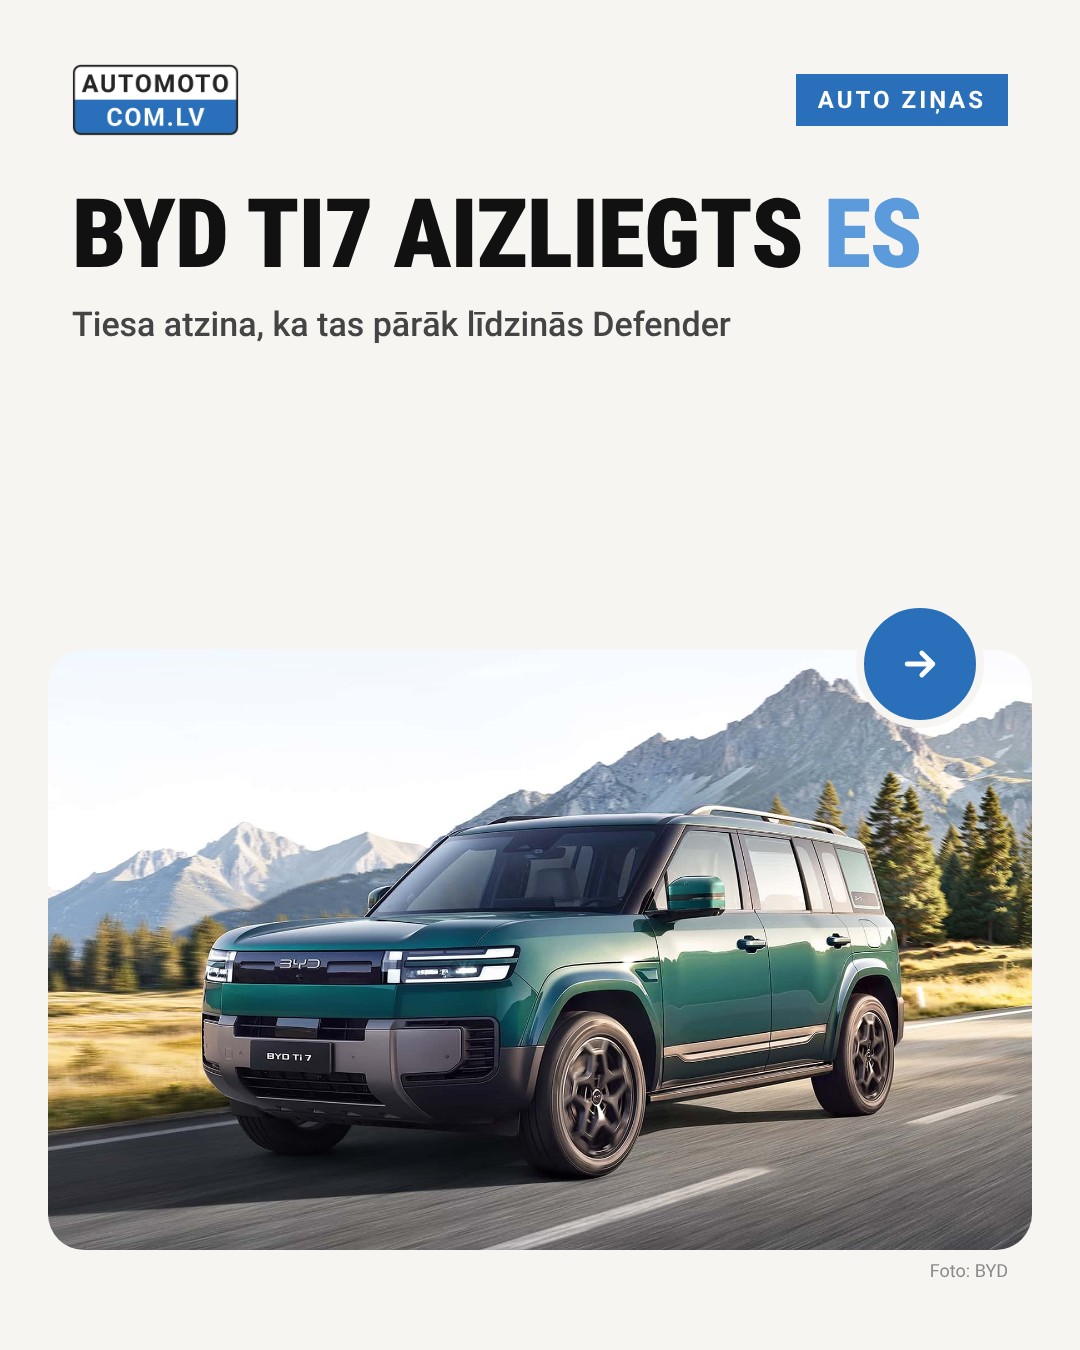 AUTOMOTO
COM.LV
AUTO ZIŅAS
BYD TI7 AIZLIEGTS ES
Tiesa atzina, ka tas pārāk līdzinās Defender
BYD
BYD Ti 7
Foto: BYD